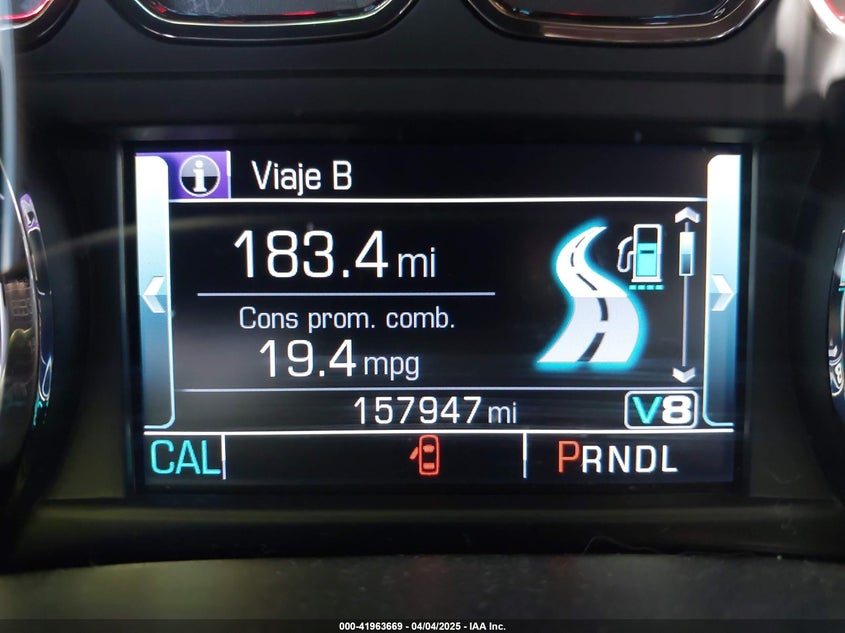 Viaje B
183.4 mi
Cons prom. comb.
19.4 mpg
157947 mi
V8
CAL
PRNDL
000-41963669 - 04/04/2025 - IAA Inc.